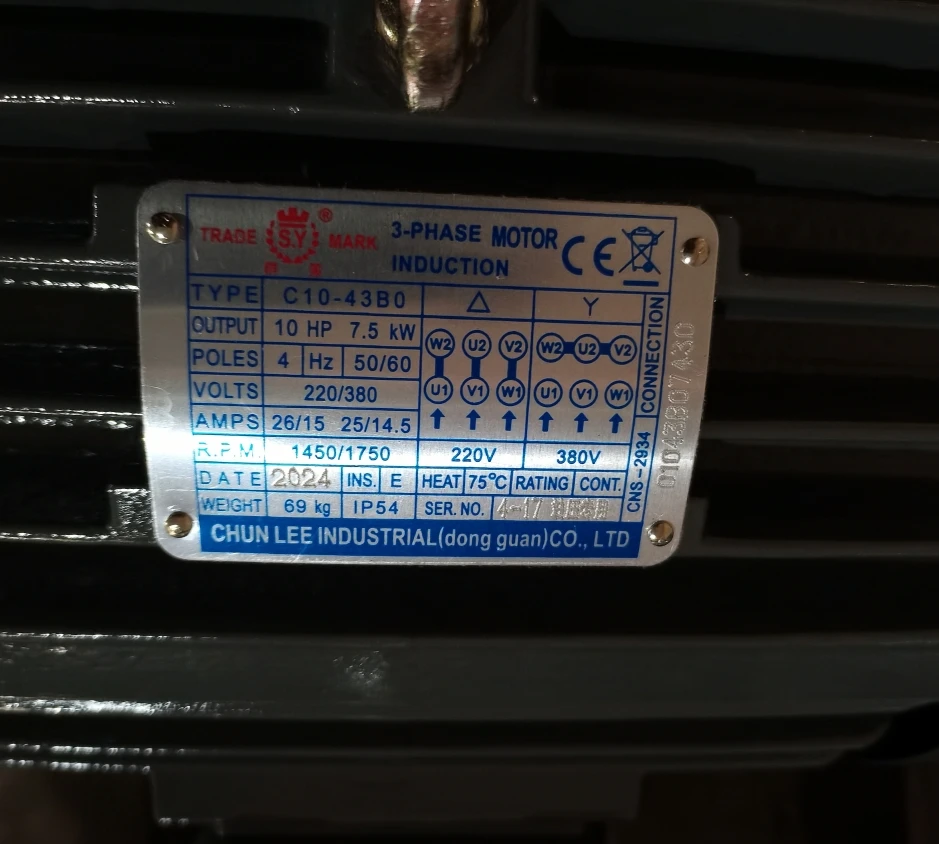 TRADE S.Y ® MARK 3-PHASE MOTOR INDUCTION CE
TYPE C10-43B0 △ Y
OUTPUT 10 HP 7.5 kW
W2 U2 V2 W2 U2 V2
POLES 4 Hz 50/60
VOLTS 220/380
U1 V1 W1 U1 V1 W1
AMPS 26/15 25/14.5
R.P.M. 1450/1750 220V 380V
DATE 2024 INS. E HEAT 75℃ RATING CONT.
WEIGHT 69 kg IP54 SER. NO. 4-17
CHUN LEE INDUSTRIAL(dong guan)CO., LTD
CNS-2934 CONNECTION
01043B07430